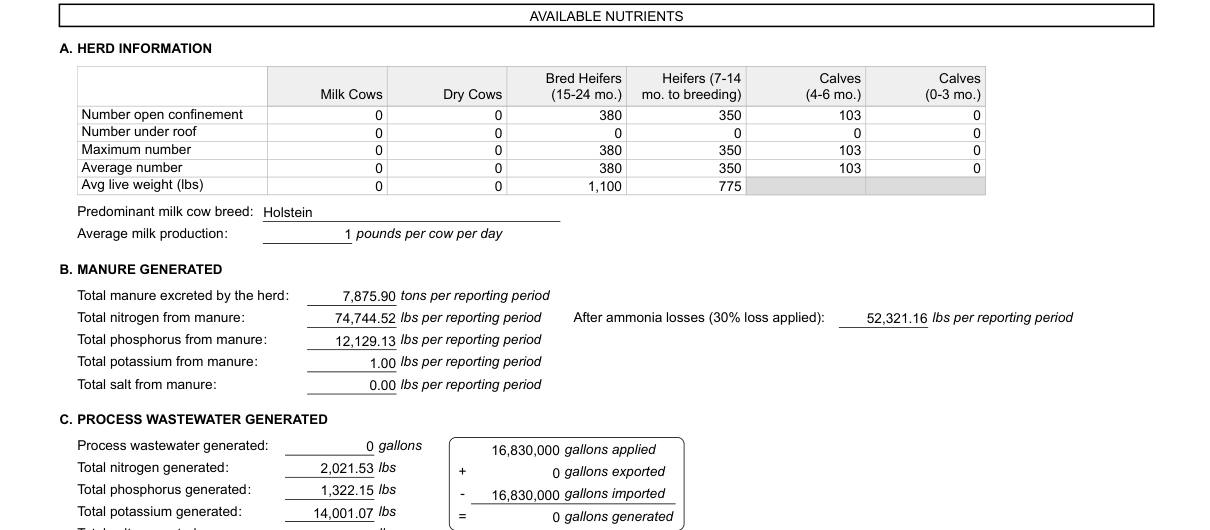 AVAILABLE NUTRIENTS
A. HERD INFORMATION
Milk Cows Dry Cows Bred Heifers (15-24 mo.) Heifers (7-14 mo. to breeding) Calves (4-6 mo.) Calves (0-3 mo.)
Number open confinement 0 0 380 350 103 0
Number under roof 0 0 0 0 0 0
Maximum number 0 0 380 350 103 0
Average number 0 0 380 350 103 0
Avg live weight (lbs) 0 0 1,100 775
Predominant milk cow breed: Holstein
Average milk production: 1 pounds per cow per day
B. MANURE GENERATED
Total manure excreted by the herd: 7,875.90 tons per reporting period
Total nitrogen from manure: 74,744.52 lbs per reporting period After ammonia losses (30% loss applied): 52,321.16 lbs per reporting period
Total phosphorus from manure: 12,129.13 lbs per reporting period
Total potassium from manure: 1.00 lbs per reporting period
Total salt from manure: 0.00 lbs per reporting period
C. PROCESS WASTEWATER GENERATED
Process wastewater generated: 0 gallons
Total nitrogen generated: 2,021.53 lbs
Total phosphorus generated: 1,322.15 lbs
Total potassium generated: 14,001.07 lbs
16,830,000 gallons applied
+ 0 gallons exported
- 16,830,000 gallons imported
= 0 gallons generated